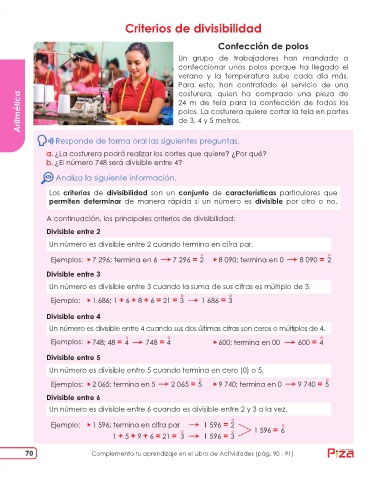 Criterios de divisibilidad
Confección de polos
Un grupo de trabajadores han mandado a
confeccionar unos polos porque ha llegado el
verano y la temperatura sube cada día más.
Para esto, han contratado el servicio de una
costurera, quien ha comprado una pieza de
24 m de tela para la confección de todos los
polos. La costurera quiere cortar la tela en partes
de 3, 4 y 5 metros.
Aritmética
Responde de forma oral las siguientes preguntas.
a. ¿La costurera podrá realizar los cortes que quiere? ¿Por qué?
b. ¿El número 748 será divisible entre 4?
Analiza la siguiente información.
Los criterios de divisibilidad son un conjunto de características particulares que
permiten determinar de manera rápida si un número es divisible por otro o no.
A continuación, los principales criterios de divisibilidad:
Divisible entre 2
Un número es divisible entre 2 cuando termina en cifra par.
Ejemplos: ▸7 296; termina en 6 → 7 296 = 2̊ ▸8 090; termina en 0 → 8 090 = 2̊
Divisible entre 3
Un número es divisible entre 3 cuando la suma de sus cifras es múltiplo de 3.
Ejemplo: ▸1 686; 1 + 6 + 8 + 6 = 21 = 3̊ → 1 686 = 3̊
Divisible entre 4
Un número es divisible entre 4 cuando sus dos últimas cifras son ceros o múltiplos de 4.
Ejemplos: ▸748; 48 = 4̊ → 748 = 4̊ ▸600; termina en 00 → 600 = 4̊
Divisible entre 5
Un número es divisible entre 5 cuando termina en cero (0) o 5.
Ejemplos: ▸2 065; termina en 5 → 2 065 = 5̊ ▸9 740; termina en 0 → 9 740 = 5̊
Divisible entre 6
Un número es divisible entre 6 cuando es divisible entre 2 y 3 a la vez.
Ejemplo: ▸1 596; termina en cifra par → 1 596 = 2̊
1 596 = 6̊
1 + 5 + 9 + 6 = 21 = 3̊ → 1 596 = 3̊
70
Complementa tu aprendizaje en el Libro de Actividades (pág. 90 - 91)